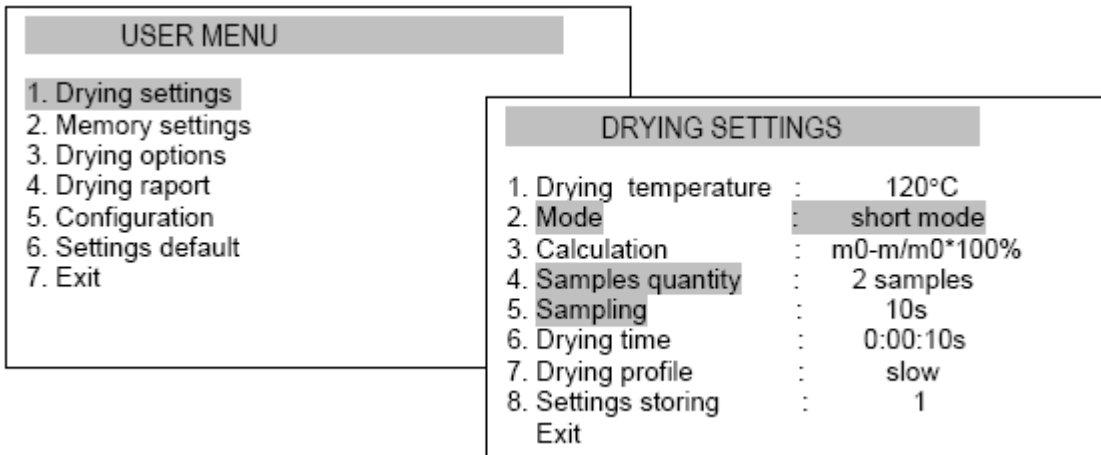 USER MENU
1. Drying settings
2. Memory settings
3. Drying options
4. Drying raport
5. Configuration
6. Settings default
7. Exit
DRYING SETTINGS
1. Drying temperature : 120°C
2. Mode : short mode
3. Calculation : m0-m/m0*100%
4. Samples quantity : 2 samples
5. Sampling : 10s
6. Drying time : 0:00:10s
7. Drying profile : slow
8. Settings storing : 1
Exit